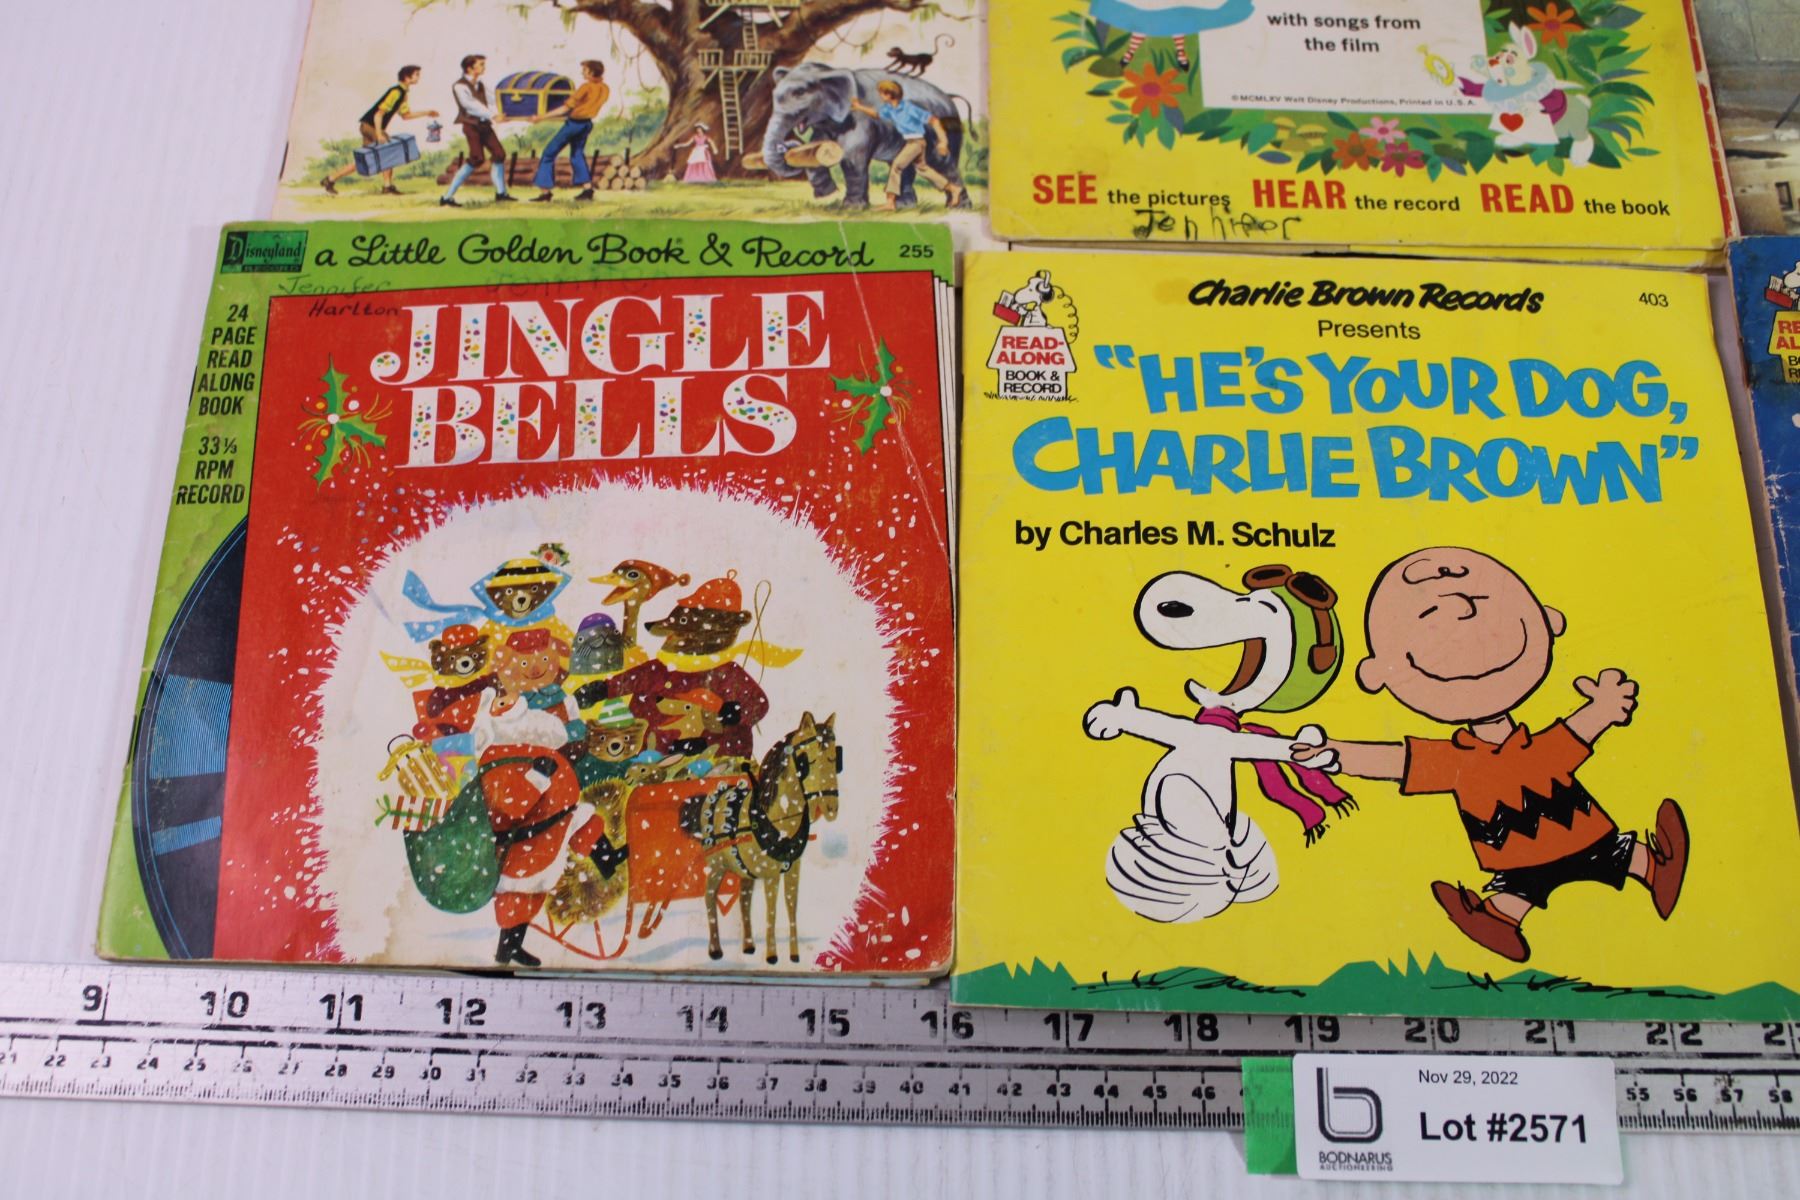 with songs from
the film
©MCMLXV Walt Disney Productions, Printed in U.S.A.
SEE the pictures HEAR the record READ the book
Jennifer
Disneyland
RECORD
a Little Golden Book & Record 255
Jennifer
Harlton
24
PAGE
READ
ALONG
BOOK
33⅓
RPM
RECORD
JINGLE
BELLS
Charlie Brown Records
403
Presents
READ-
ALONG
BOOK &
RECORD
"HE'S YOUR DOG,
CHARLIE BROWN"
by Charles M. Schulz
9 10 11 12 13 14 15 16 17 18 19 20 21 22
21 22 23 24 25 26 27 28 29 30 31 32 33 34 35 36 37 38 39 40 41 42 43 44 45 46 55 56 57 58
Nov 29, 2022
Lot #2571
BODNARUS
AUCTIONEERING